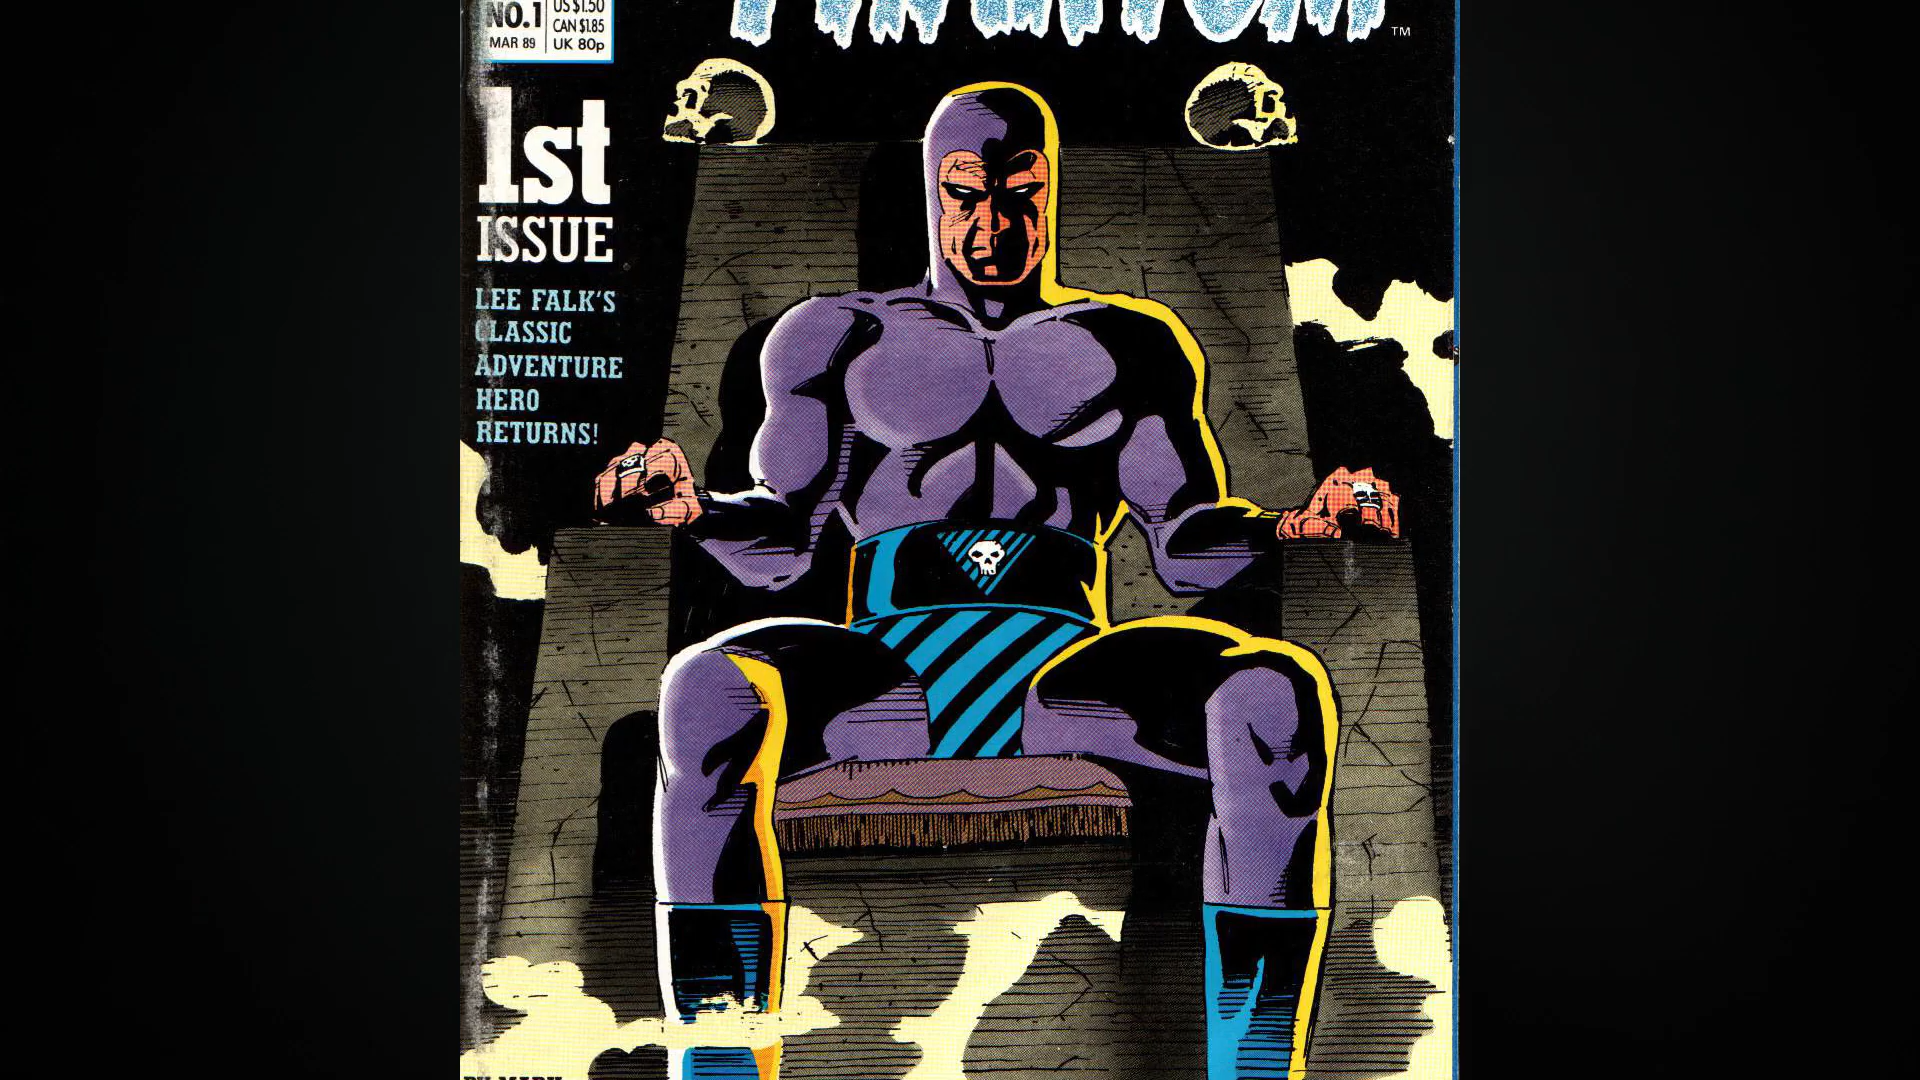 NO.1
MAR 89
US $1.50
CAN $1.85
UK 80p
TM
1st
ISSUE
LEE FALK'S
CLASSIC
ADVENTURE
HERO
RETURNS!